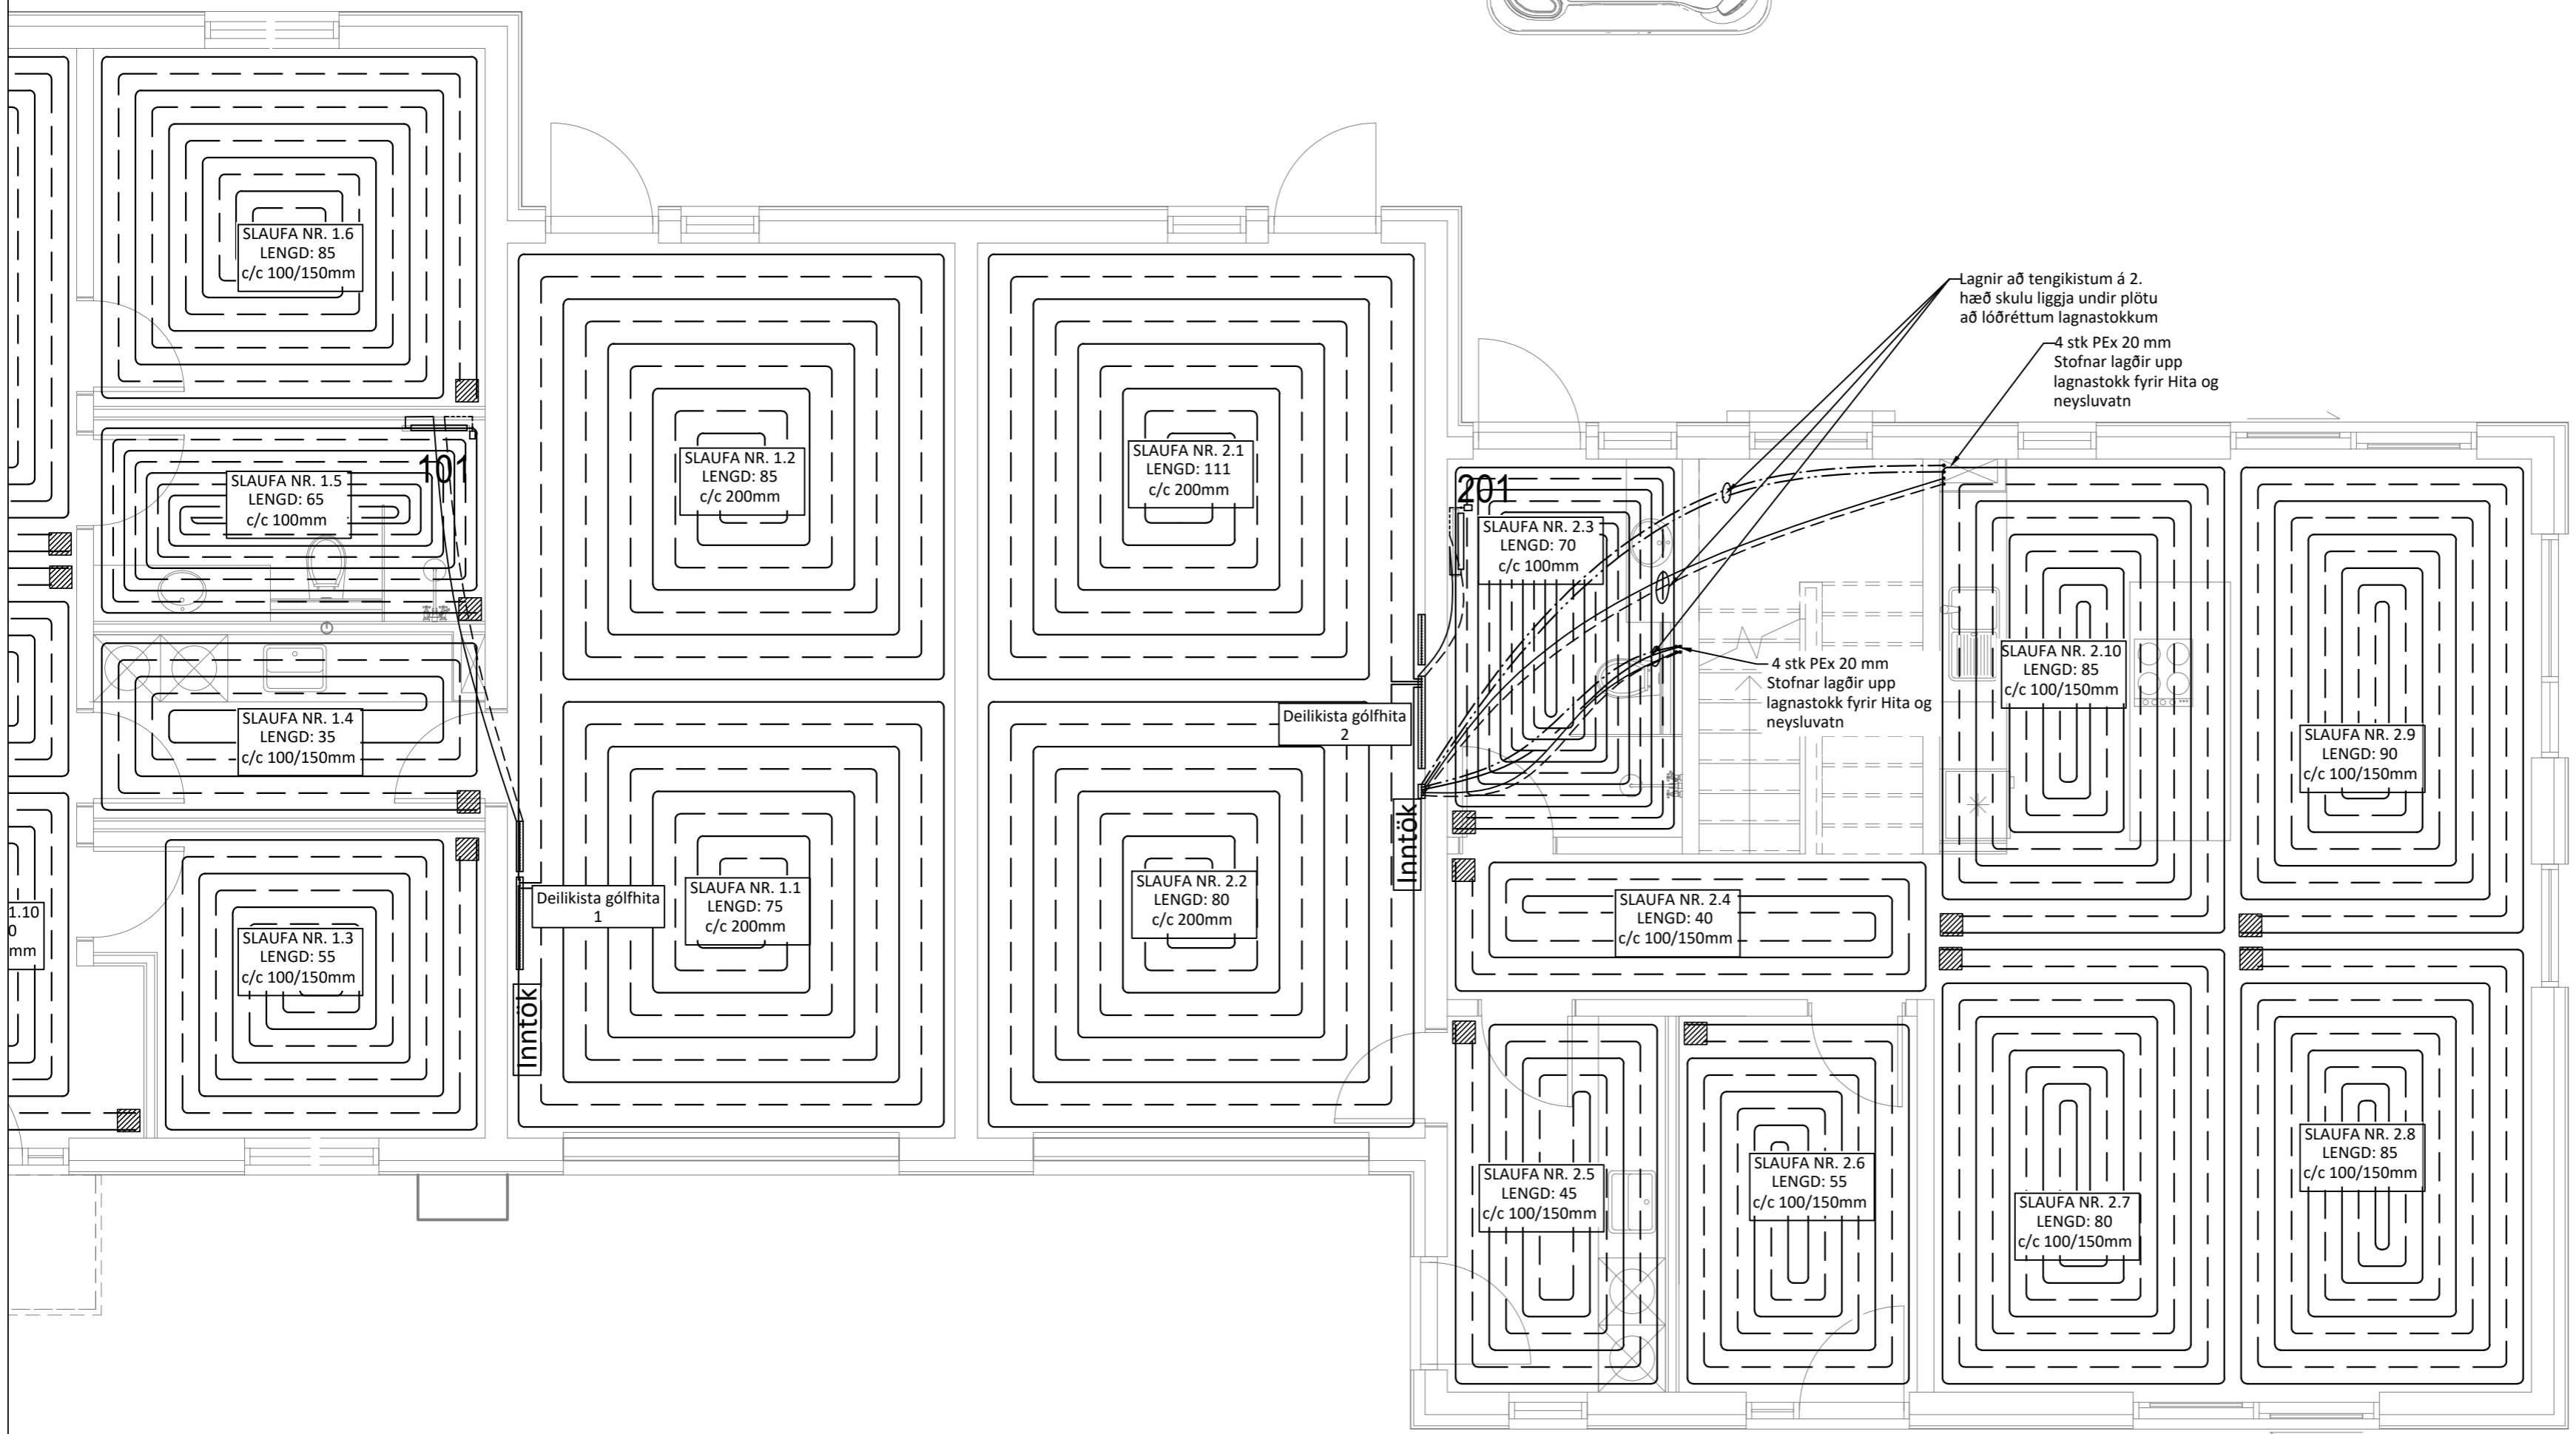 SLAUFA NR. 1.6
LENGD: 85
c/c 100/150mm
101
SLAUFA NR. 1.5
LENGD: 65
c/c 100mm
SLAUFA NR. 1.4
LENGD: 35
c/c 100/150mm
SLAUFA NR. 1.3
LENGD: 55
c/c 100/150mm
1.10
0
mm
SLAUFA NR. 1.2
LENGD: 85
c/c 200mm
Deilikista gólfhita
1
SLAUFA NR. 1.1
LENGD: 75
c/c 200mm
Inntök
SLAUFA NR. 2.1
LENGD: 111
c/c 200mm
Deilikista gólfhita
2
SLAUFA NR. 2.2
LENGD: 80
c/c 200mm
Inntök
201
SLAUFA NR. 2.3
LENGD: 70
c/c 100mm
Lagnir að tengikistum á 2.
hæð skulu liggja undir plötu
að lóðréttum lagnastokkum
4 stk PEx 20 mm
Stofnar lagðir upp
lagnastokk fyrir Hita og
neysluvatn
4 stk PEx 20 mm
Stofnar lagðir upp
lagnastokk fyrir Hita og
neysluvatn
SLAUFA NR. 2.10
LENGD: 85
c/c 100/150mm
SLAUFA NR. 2.9
LENGD: 90
c/c 100/150mm
SLAUFA NR. 2.4
LENGD: 40
c/c 100/150mm
SLAUFA NR. 2.5
LENGD: 45
c/c 100/150mm
SLAUFA NR. 2.6
LENGD: 55
c/c 100/150mm
SLAUFA NR. 2.7
LENGD: 80
c/c 100/150mm
SLAUFA NR. 2.8
LENGD: 85
c/c 100/150mm